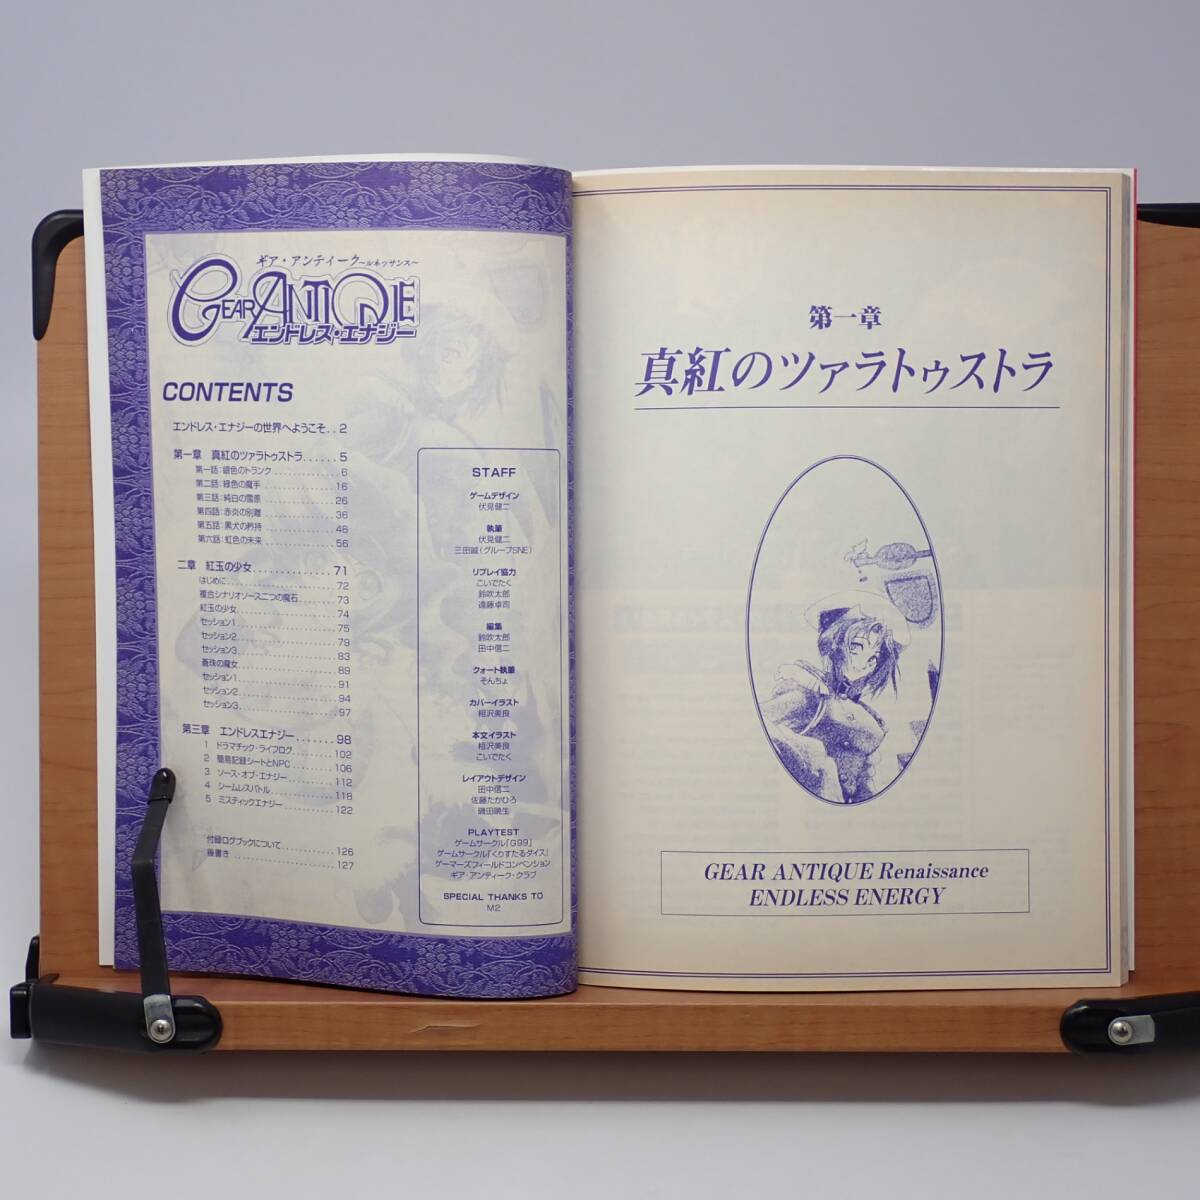 ギア・アンティーク〜ルネッサンス〜
GEAR ANTIQUE
エンドレス・エナジー
CONTENTS
エンドレス・エナジーの世界へようこそ..2
第一章 真紅のツァラトゥストラ......5
第一話:銀色のトランク 6
第二話:緑色の魔手 16
第三話:純白の雪原 26
第四話:赤炎の別離 36
第五話:黒犬の矜持 46
第六話:虹色の未来 56
二章 紅玉の少女..............71
はじめに 72
複合シナリオソース二つの魔石 73
紅玉の少女 74
セッション1 75
セッション2 79
セッション3 83
蒼珠の魔女 89
セッション1 91
セッション2 94
セッション3 97
第三章 エンドレスエナジー.......98
1 ドラマチック・ライフログ 102
2 簡易記録シートとNPC 106
3 ソース・オブ・エナジー 112
4 シームレスバトル 118
5 ミスティックエナジー 122
付録ログブックについて 126
後書き 127
STAFF
ゲームデザイン
伏見健二
執筆
伏見健二
三田誠(グループSNE)
リプレイ協力
こいでたく
鈴吹太郎
遠藤卓司
編集
鈴吹太郎
田中信二
クォート執筆
そんちょ
カバーイラスト
相沢美良
本文イラスト
相沢美良
こいでたく
レイアウトデザイン
田中信二
佐藤たかひろ
磯田暁生
PLAYTEST
ゲームサークル「G99」
ゲームサークル「くりすたるダイス」
ゲーマーズフィールドコンベンション
ギア・アンティーク・クラブ
SPECIAL THANKS TO
M2
第一章
真紅のツァラトゥストラ
GEAR ANTIQUE Renaissance
ENDLESS ENERGY